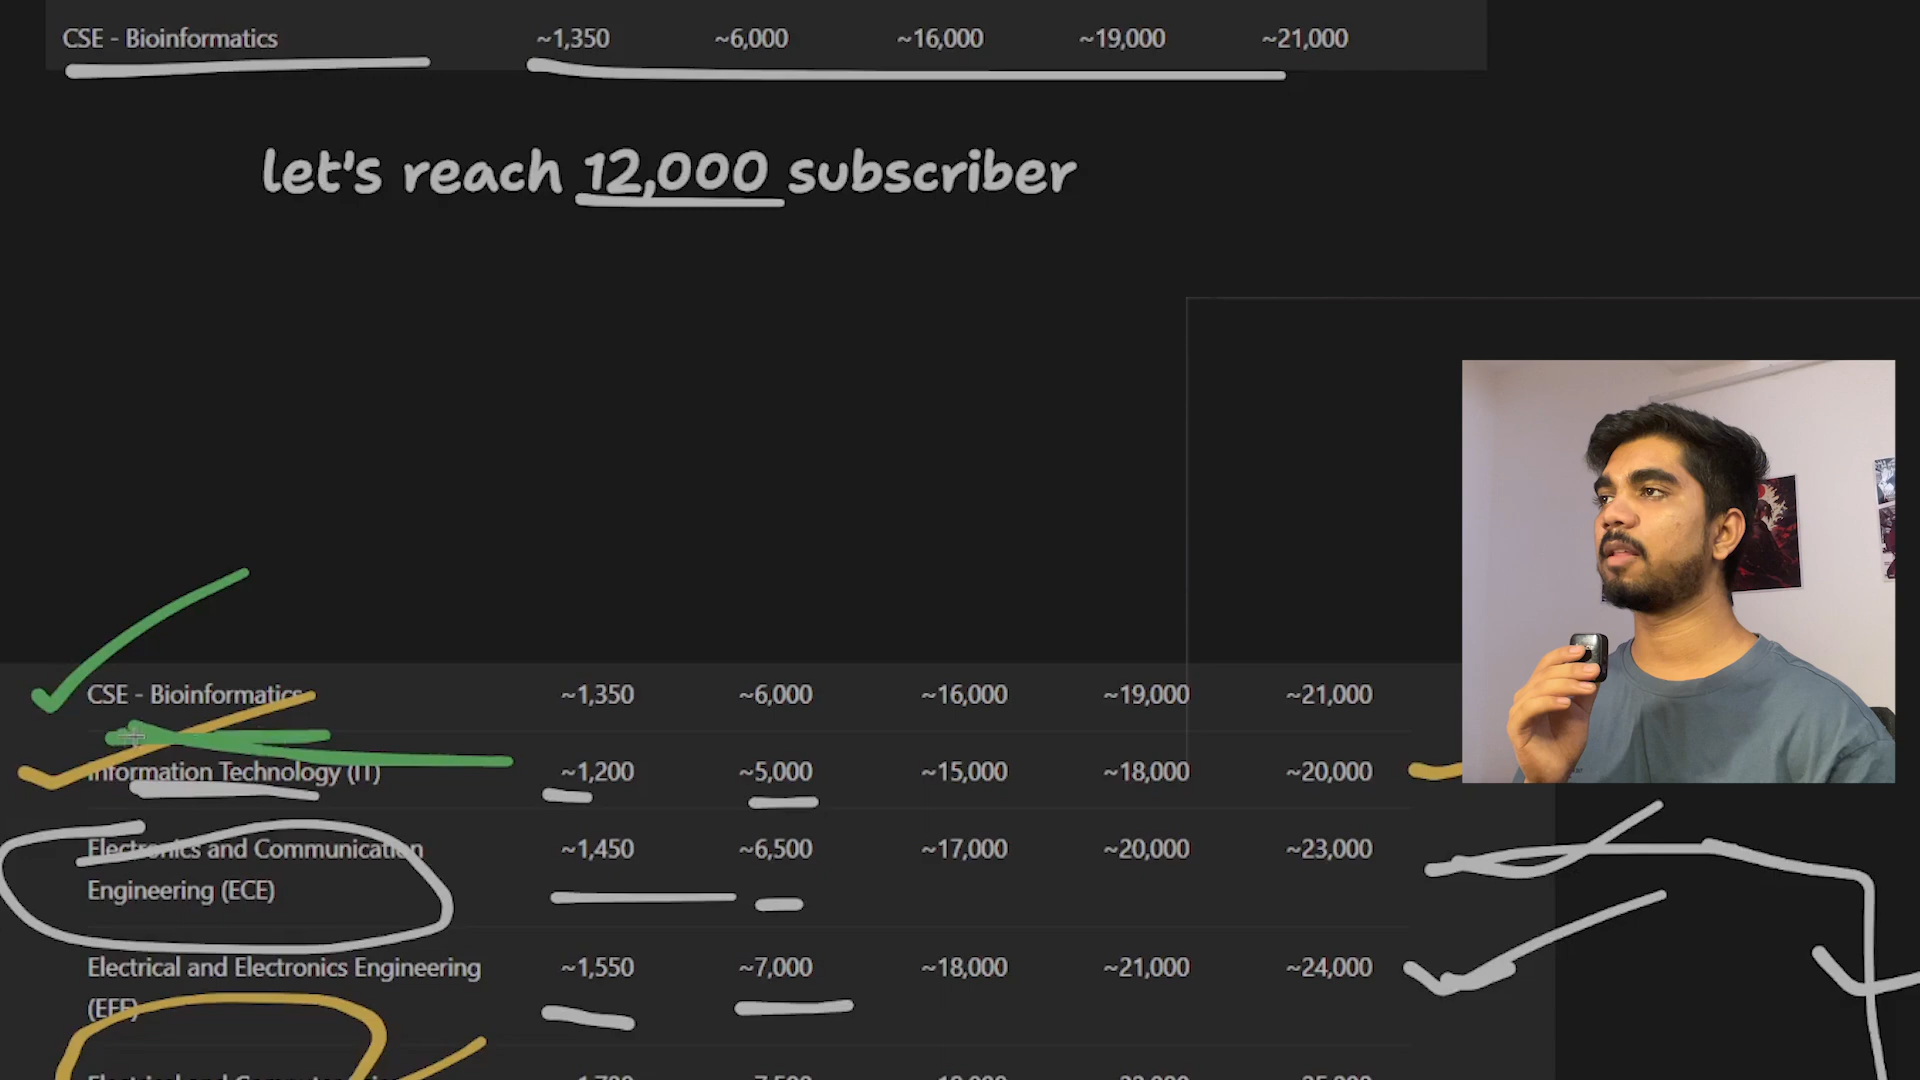 CSE - Bioinformatics ~1,350 ~6,000 ~16,000 ~19,000 ~21,000
let's reach 12,000 subscriber
CSE - Bioinformatics ~1,350 ~6,000 ~16,000 ~19,000 ~21,000
Information Technology (IT) ~1,200 ~5,000 ~15,000 ~18,000 ~20,000
Electronics and Communication ~1,450 ~6,500 ~17,000 ~20,000 ~23,000
Engineering (ECE)
Electrical and Electronics Engineering ~1,550 ~7,000 ~18,000 ~21,000 ~24,000
(EEE)